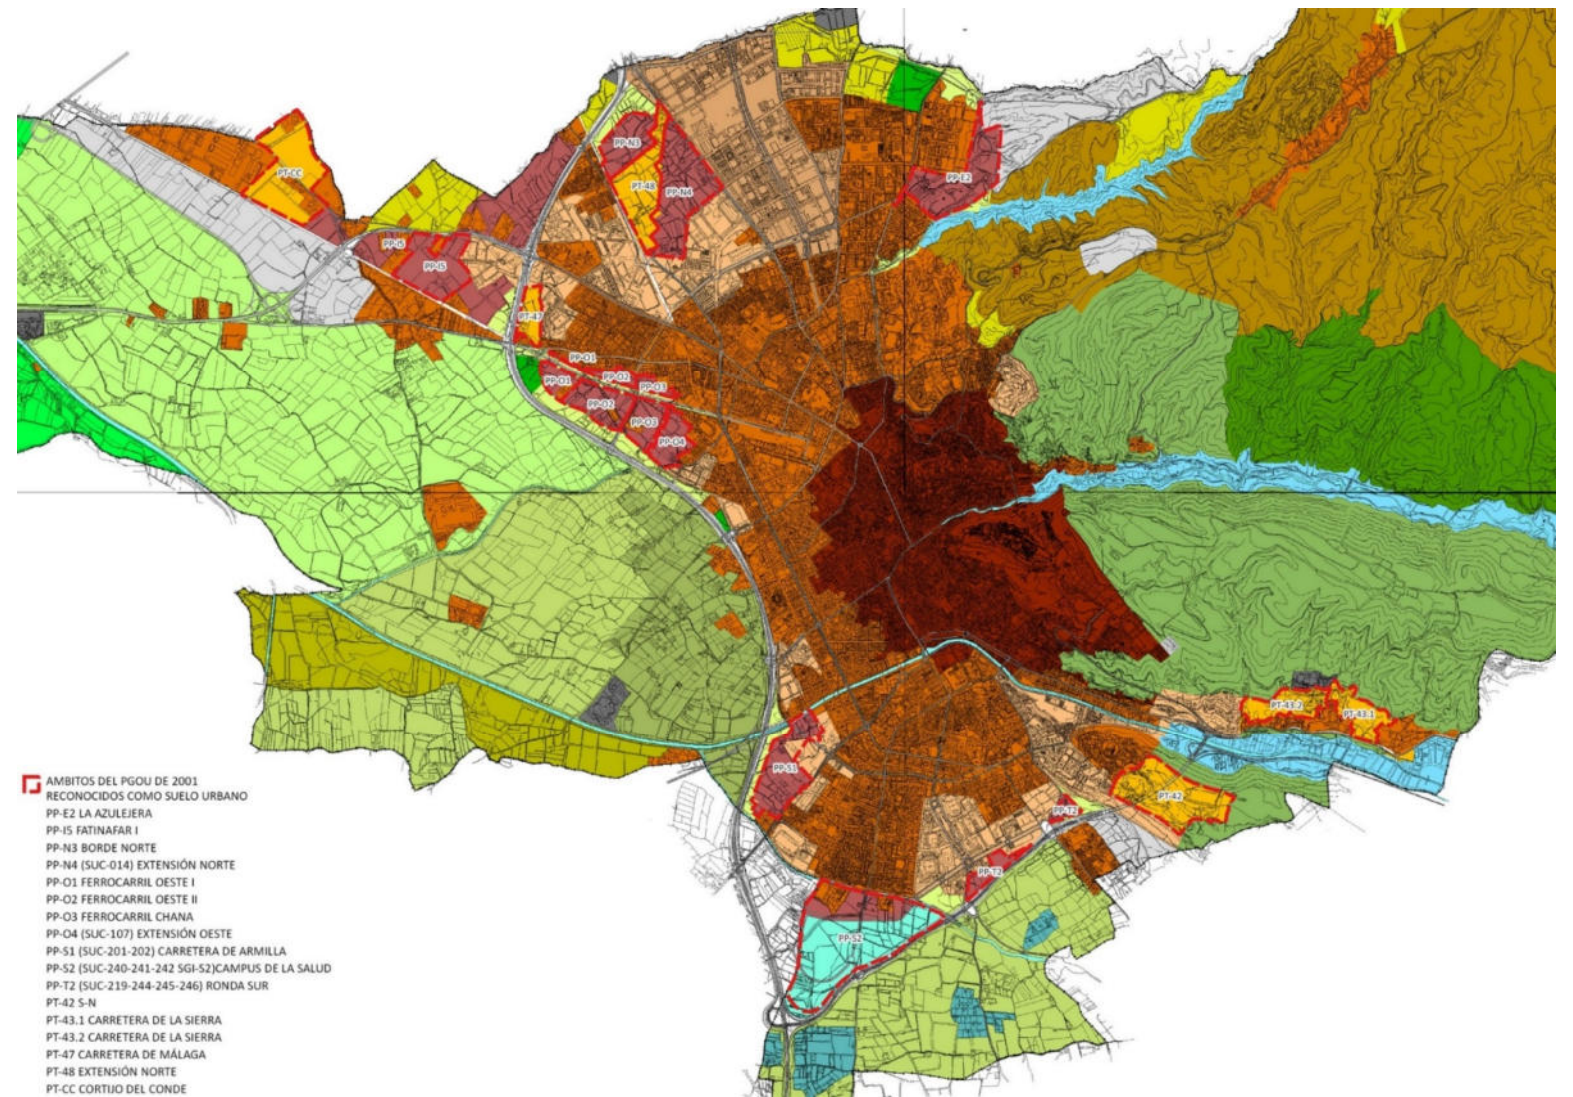 PT-CC
PP-N3
PT-48
PP-N4
PP-E2
PP-I5
PP-I5
PT-47
PP-O1
PP-O1
PP-O2
PP-O3
PP-O2
PP-O3
PP-O4
PT-43.2
PT-43.1
PP-S1
PT-42
PP-T2
PP-T2
PP-S2
AMBITOS DEL PGOU DE 2001
RECONOCIDOS COMO SUELO URBANO
PP-E2 LA AZULEJERA
PP-I5 FATINAFAR I
PP-N3 BORDE NORTE
PP-N4 (SUC-014) EXTENSIÓN NORTE
PP-O1 FERROCARRIL OESTE I
PP-O2 FERROCARRIL OESTE II
PP-O3 FERROCARRIL CHANA
PP-O4 (SUC-107) EXTENSIÓN OESTE
PP-S1 (SUC-201-202) CARRETERA DE ARMILLA
PP-S2 (SUC-240-241-242 SGI-S2)CAMPUS DE LA SALUD
PP-T2 (SUC-219-244-245-246) RONDA SUR
PT-42 S-N
PT-43.1 CARRETERA DE LA SIERRA
PT-43.2 CARRETERA DE LA SIERRA
PT-47 CARRETERA DE MÁLAGA
PT-48 EXTENSIÓN NORTE
PT-CC CORTIJO DEL CONDE